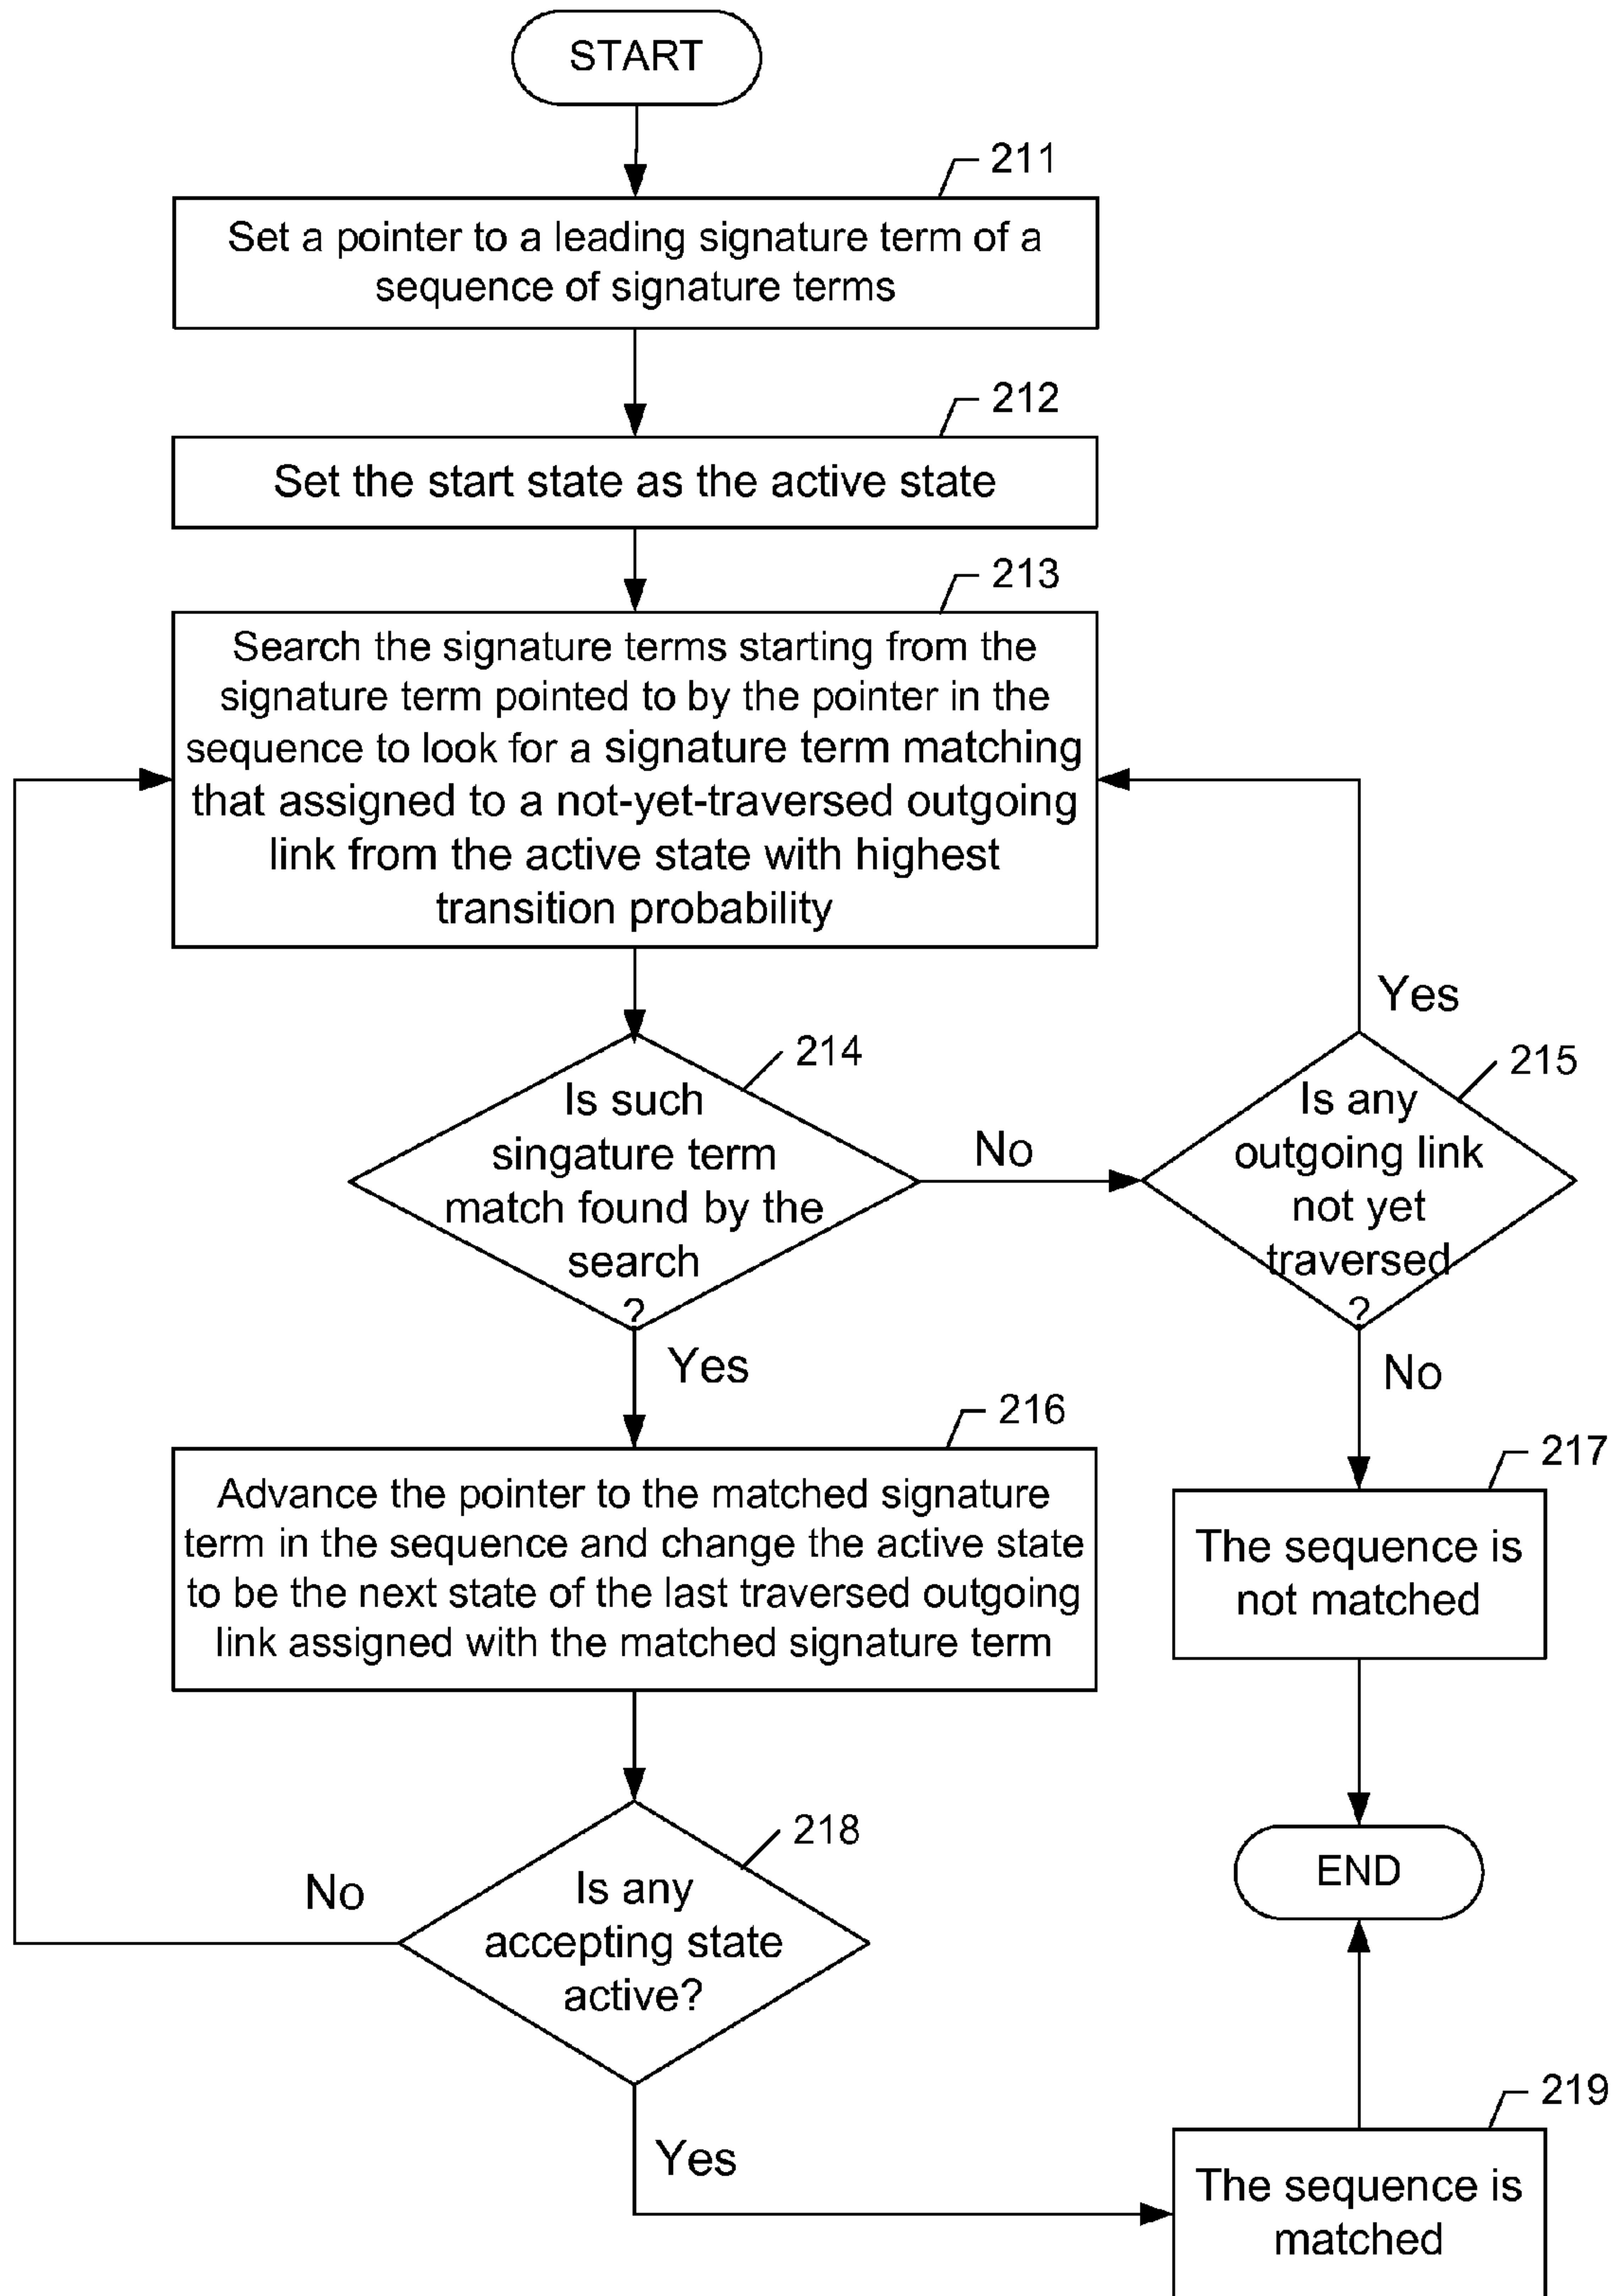 START
211
Set a pointer to a leading signature term of a
sequence of signature terms
212
Set the start state as the active state
213
Search the signature terms starting from the
signature term pointed to by the pointer in the
sequence to look for a signature term matching
that assigned to a not-yet-traversed outgoing
link from the active state with highest
transition probability
214
Is such
singature term
match found by the
search
?
No
Yes
215
Is any
outgoing link
not yet
traversed
?
Yes
No
216
Advance the pointer to the matched signature
term in the sequence and change the active state
to be the next state of the last traversed outgoing
link assigned with the matched signature term
217
The sequence is
not matched
218
Is any
accepting state
active?
No
Yes
END
219
The sequence is
matched